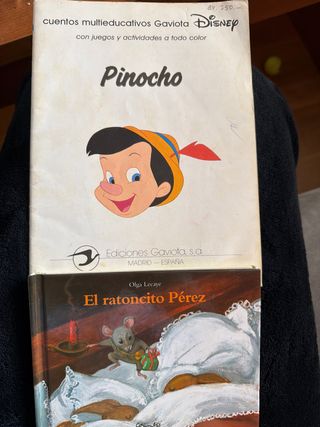 cuentos multieducativos Gaviota Disney
con juegos y actividades a todo color
Pinocho
Ediciones Gaviota, s.a.
MADRID — ESPAÑA
Olga Lecaye
El ratoncito Pérez